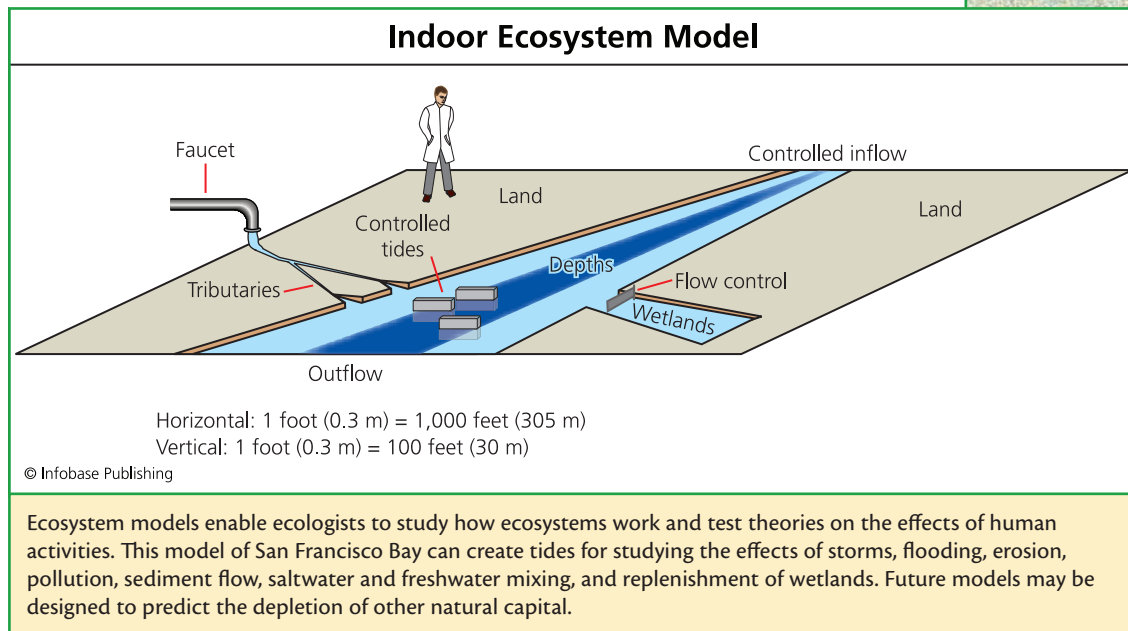 Indoor Ecosystem Model
Faucet
Controlled inflow
Land
Land
Controlled
tides
Depths
Flow control
Tributaries
Wetlands
Outflow
Horizontal: 1 foot (0.3 m) = 1,000 feet (305 m)
Vertical: 1 foot (0.3 m) = 100 feet (30 m)
© Infobase Publishing
Ecosystem models enable ecologists to study how ecosystems work and test theories on the effects of human
activities. This model of San Francisco Bay can create tides for studying the effects of storms, flooding, erosion,
pollution, sediment flow, saltwater and freshwater mixing, and replenishment of wetlands. Future models may be
designed to predict the depletion of other natural capital.